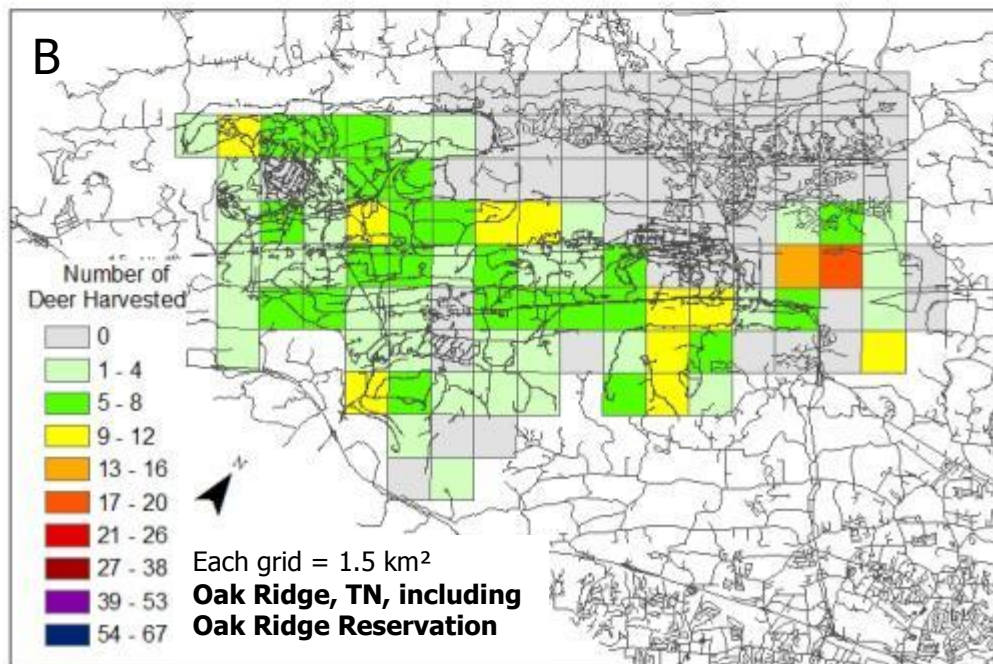 B
Number of
Deer Harvested
0
1 - 4
5 - 8
9 - 12
13 - 16
17 - 20
21 - 26
27 - 38
39 - 53
54 - 67
N
Each grid = 1.5 km²
Oak Ridge, TN, including
Oak Ridge Reservation